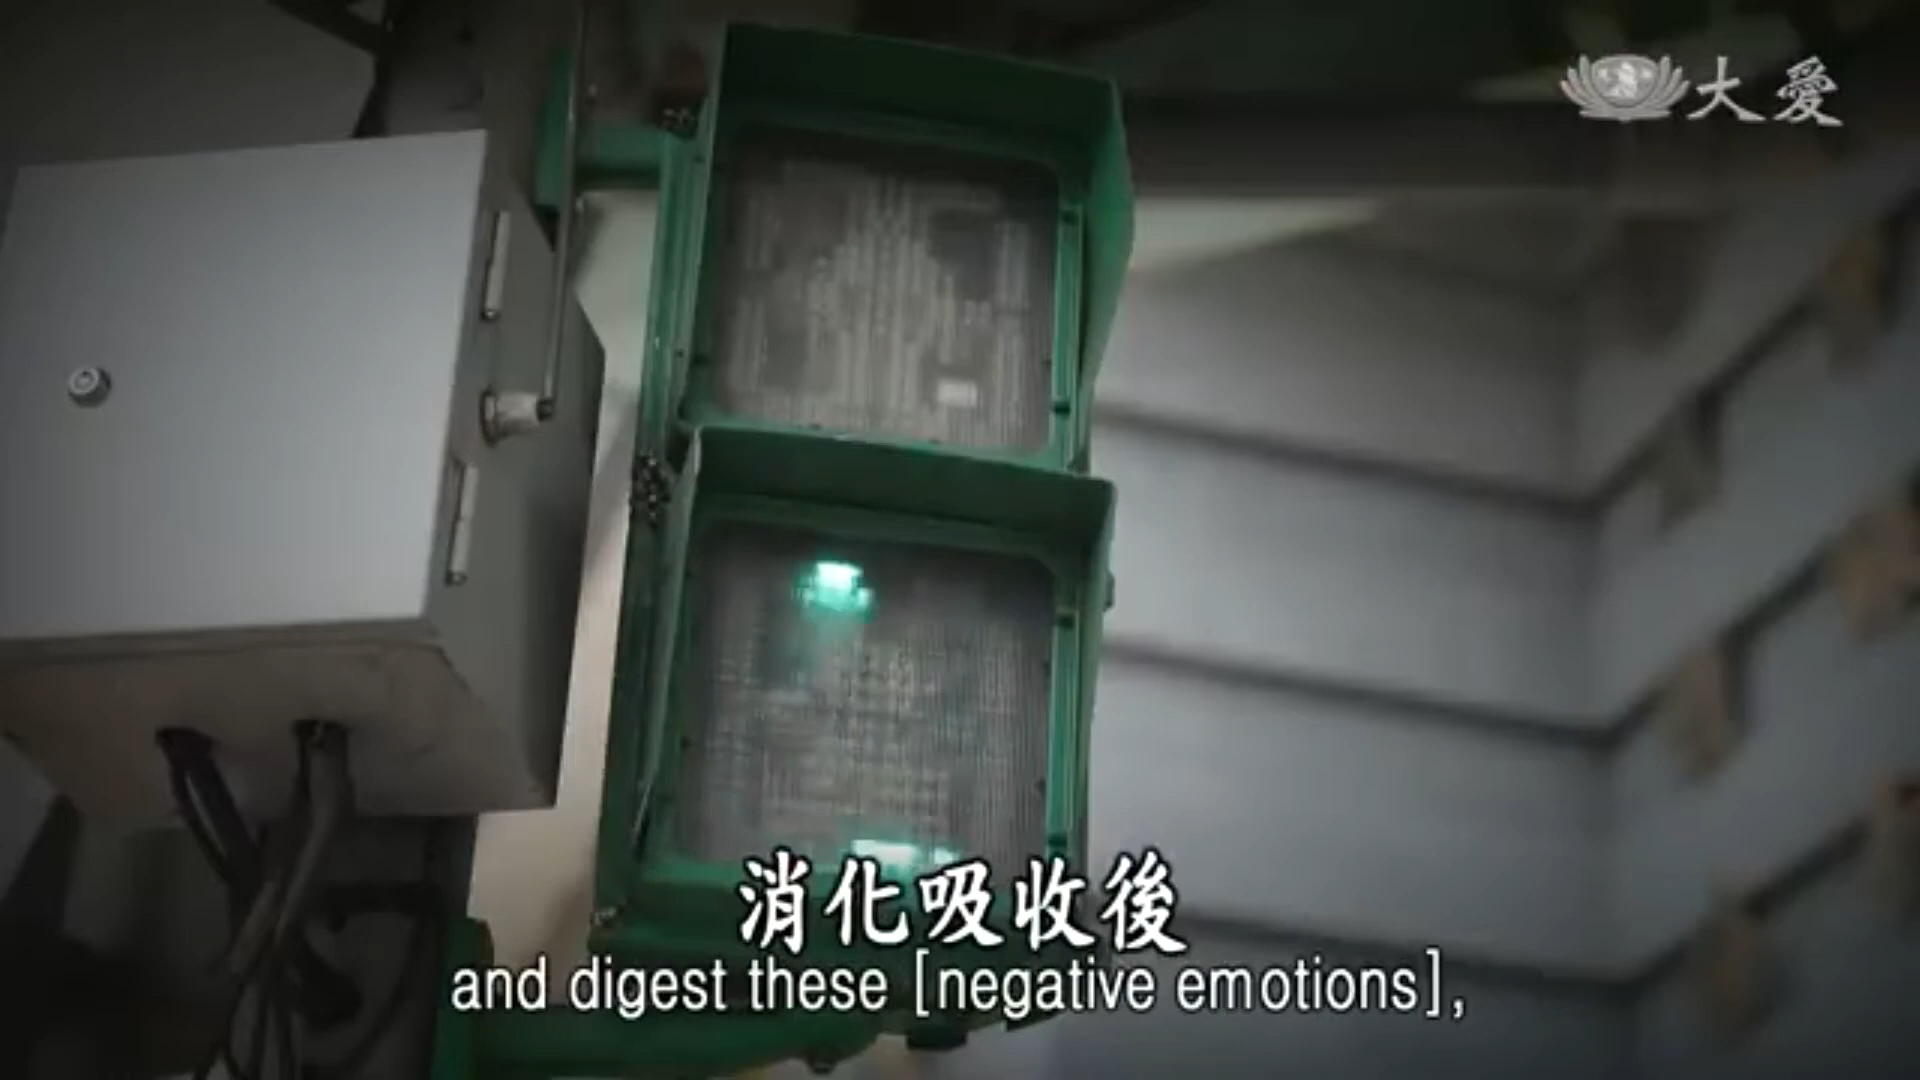 大愛
消化吸收後
and digest these [negative emotions],